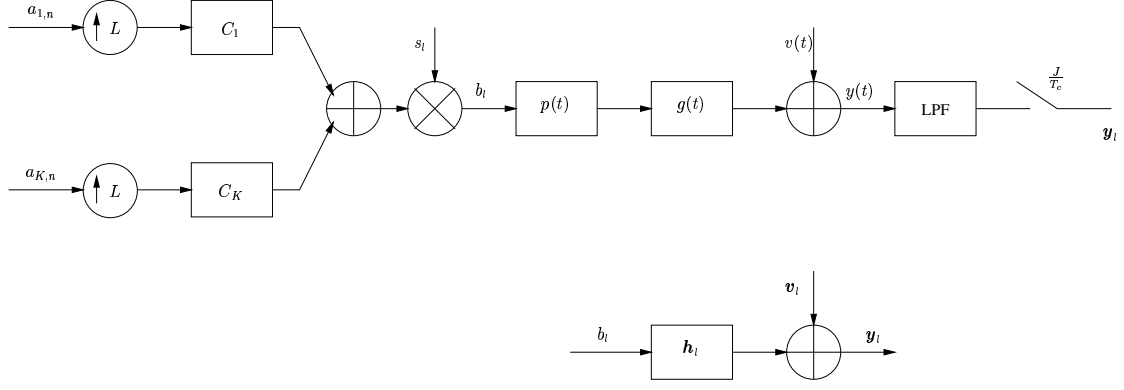 a_{1,n}
↑ L
C_1
s_l
b_l
p(t)
g(t)
v(t)
y(t)
LPF
J/T_c
y_l
a_{K,n}
↑ L
C_K
b_l
h_l
v_l
y_l